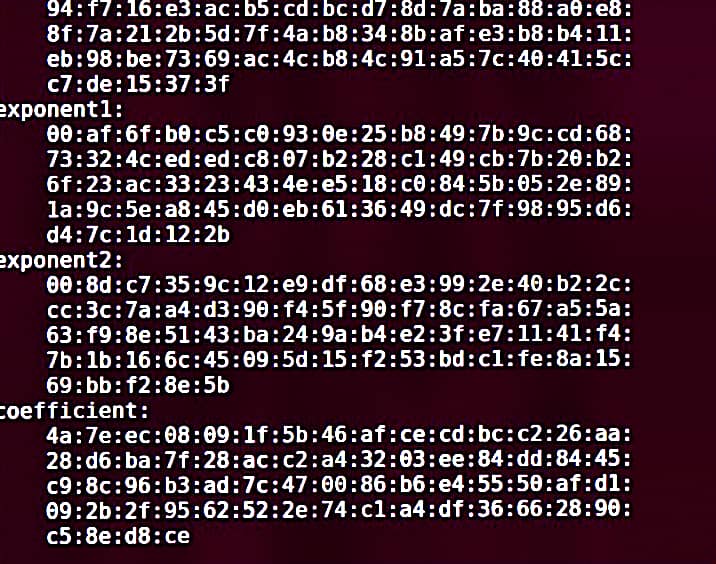 94:f7:16:e3:ac:b5:cd:bc:d7:8d:7a:ba:88:a0:e8:
8f:7a:21:2b:5d:7f:4a:b8:34:8b:af:e3:b8:b4:11:
eb:98:be:73:69:ac:4c:b8:4c:91:a5:7c:40:41:5c:
c7:de:15:37:3f
exponent1:
00:af:6f:b0:c5:c0:93:0e:25:b8:49:7b:9c:cd:68:
73:32:4c:ed:ed:c8:07:b2:28:c1:49:cb:7b:20:b2:
6f:23:ac:33:23:43:4e:e5:18:c0:84:5b:05:2e:89:
1a:9c:5e:a8:45:d0:eb:61:36:49:dc:7f:98:95:d6:
d4:7c:1d:12:2b
exponent2:
00:8d:c7:35:9c:12:e9:df:68:e3:99:2e:40:b2:2c:
cc:3c:7a:a4:d3:90:f4:5f:90:f7:8c:fa:67:a5:5a:
63:f9:8e:51:43:ba:24:9a:b4:e2:3f:e7:11:41:f4:
7b:1b:16:6c:45:09:5d:15:f2:53:bd:c1:fe:8a:15:
69:bb:f2:8e:5b
coefficient:
4a:7e:ec:08:09:1f:5b:46:af:ce:cd:bc:c2:26:aa:
28:d6:ba:7f:28:ac:c2:a4:32:03:ee:84:dd:84:45:
c9:8c:96:b3:ad:7c:47:00:86:b6:e4:55:50:af:d1:
09:2b:2f:95:62:52:2e:74:c1:a4:df:36:66:28:90:
c5:8e:d8:ce